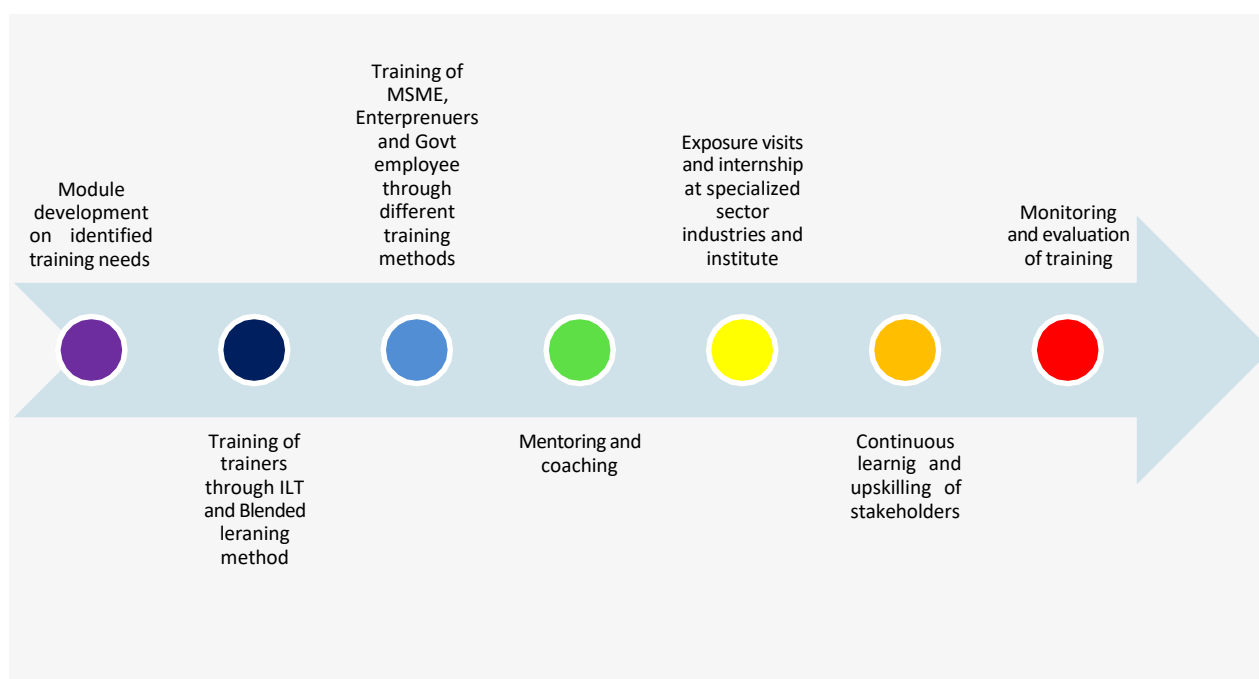 Module
development
on identified
training needs
Training of
trainers
through ILT
and Blended
leraning
method
Training of
MSME,
Enterprenuers
and Govt
employee
through
different
training
methods
Mentoring and
coaching
Exposure visits
and internship
at specialized
sector
industries and
institute
Continuous
learnig and
upskilling of
stakeholders
Monitoring
and evaluation
of training